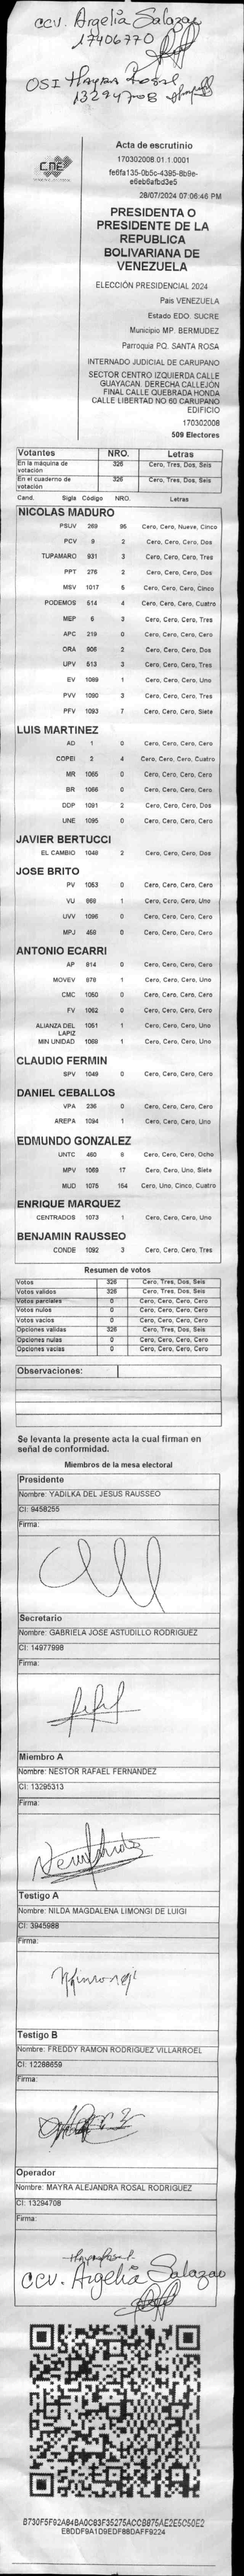 ccv. Argelia Salazar
17406770
OSI Mayra Rosal
13294708
CNE
Acta de escrutinio
170302008.01.1.0001
fe6fa135-0b5c-4395-8b9e-
e6eb6afbd3e5
28/07/2024 07:06:46 PM
PRESIDENTA O
PRESIDENTE DE LA
REPUBLICA
BOLIVARIANA DE
VENEZUELA
ELECCIÓN PRESIDENCIAL 2024
Pais VENEZUELA
Estado EDO. SUCRE
Municipio MP. BERMUDEZ
Parroquia PQ. SANTA ROSA
INTERNADO JUDICIAL DE CARUPANO
SECTOR CENTRO IZQUIERDA CALLE
GUAYACAN. DERECHA CALLEJÓN
FINAL CALLE QUEBRADA HONDA
CALLE LIBERTAD NO 60 CARUPANO
EDIFICIO
170302008
509 Electores
Votantes NRO. Letras
En la máquina de votación 326 Cero, Tres, Dos, Seis
En el cuaderno de votación 326 Cero, Tres, Dos, Seis
Cand. Sigla Código NRO. Letras
NICOLAS MADURO
PSUV 269 95 Cero, Cero, Nueve, Cinco
PCV 9 2 Cero, Cero, Cero, Dos
TUPAMARO 931 3 Cero, Cero, Cero, Tres
PPT 276 2 Cero, Cero, Cero, Dos
MSV 1017 5 Cero, Cero, Cero, Cinco
PODEMOS 514 4 Cero, Cero, Cero, Cuatro
MEP 6 3 Cero, Cero, Cero, Tres
APC 219 0 Cero, Cero, Cero, Cero
ORA 906 2 Cero, Cero, Cero, Dos
UPV 513 3 Cero, Cero, Cero, Tres
EV 1089 1 Cero, Cero, Cero, Uno
PVV 1090 3 Cero, Cero, Cero, Tres
PFV 1093 7 Cero, Cero, Cero, Siete
LUIS MARTINEZ
AD 1 0 Cero, Cero, Cero, Cero
COPEI 2 4 Cero, Cero, Cero, Cuatro
MR 1065 0 Cero, Cero, Cero, Cero
BR 1066 0 Cero, Cero, Cero, Cero
DDP 1091 2 Cero, Cero, Cero, Dos
UNE 1095 0 Cero, Cero, Cero, Cero
JAVIER BERTUCCI
EL CAMBIO 1048 2 Cero, Cero, Cero, Dos
JOSE BRITO
PV 1053 0 Cero, Cero, Cero, Cero
VU 868 1 Cero, Cero, Cero, Uno
UVV 1096 0 Cero, Cero, Cero, Cero
MPJ 459 0 Cero, Cero, Cero, Cero
ANTONIO ECARRI
AP 814 0 Cero, Cero, Cero, Cero
MOVEV 878 1 Cero, Cero, Cero, Uno
CMC 1050 0 Cero, Cero, Cero, Cero
FV 1062 0 Cero, Cero, Cero, Cero
ALIANZA DEL LAPIZ 1051 1 Cero, Cero, Cero, Uno
MIN UNIDAD 1069 1 Cero, Cero, Cero, Uno
CLAUDIO FERMIN
SPV 1049 0 Cero, Cero, Cero, Cero
DANIEL CEBALLOS
VPA 236 0 Cero, Cero, Cero, Cero
AREPA 1094 1 Cero, Cero, Cero, Uno
EDMUNDO GONZALEZ
UNTC 460 8 Cero, Cero, Cero, Ocho
MPV 1069 17 Cero, Cero, Uno, Siete
MUD 1075 154 Cero, Uno, Cinco, Cuatro
ENRIQUE MARQUEZ
CENTRADOS 1073 1 Cero, Cero, Cero, Uno
BENJAMIN RAUSSEO
CONDE 1092 3 Cero, Cero, Cero, Tres
Resumen de votos
Votos 326 Cero, Tres, Dos, Seis
Votos validos 326 Cero, Tres, Dos, Seis
Votos parciales 0 Cero, Cero, Cero, Cero
Votos nulos 0 Cero, Cero, Cero, Cero
Votos vacios 0 Cero, Cero, Cero, Cero
Opciones validas 326 Cero, Tres, Dos, Seis
Opciones nulas 0 Cero, Cero, Cero, Cero
Opciones vacias 0 Cero, Cero, Cero, Cero
Observaciones:
Se levanta la presente acta la cual firman en
señal de conformidad.
Miembros de la mesa electoral
Presidente
Nombre: YADILKA DEL JESUS RAUSSEO
CI: 9458255
Firma:
Secretario
Nombre: GABRIELA JOSE ASTUDILLO RODRIGUEZ
CI: 14977998
Firma:
Miembro A
Nombre: NESTOR RAFAEL FERNANDEZ
CI: 13295313
Firma:
Testigo A
Nombre: NILDA MAGDALENA LIMONGI DE LUIGI
CI: 3945988
Firma:
Testigo B
Nombre: FREDDY RAMON RODRIGUEZ VILLARROEL
CI: 12288659
Firma:
Operador
Nombre: MAYRA ALEJANDRA ROSAL RODRIGUEZ
CI: 13294708
Firma:
ccv. Argelia Salazar
B730F5F92A64BA0C83F35275ACCB875AE2E5C50E2
E8DDF9A1D9EDF88DAFF9224